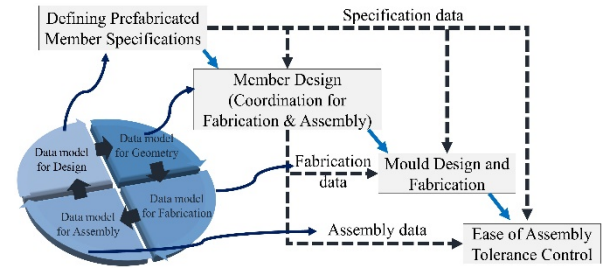 Specification data
Defining Prefabricated
Member Specifications
Member Design
(Coordination for
Fabrication & Assembly)
Data model
for Design
Data model
for Geometry
Data model
for Assembly
Data model
for Fabrication
Fabrication
data
Mould Design and
Fabrication
Assembly data
Ease of Assembly
Tolerance Control